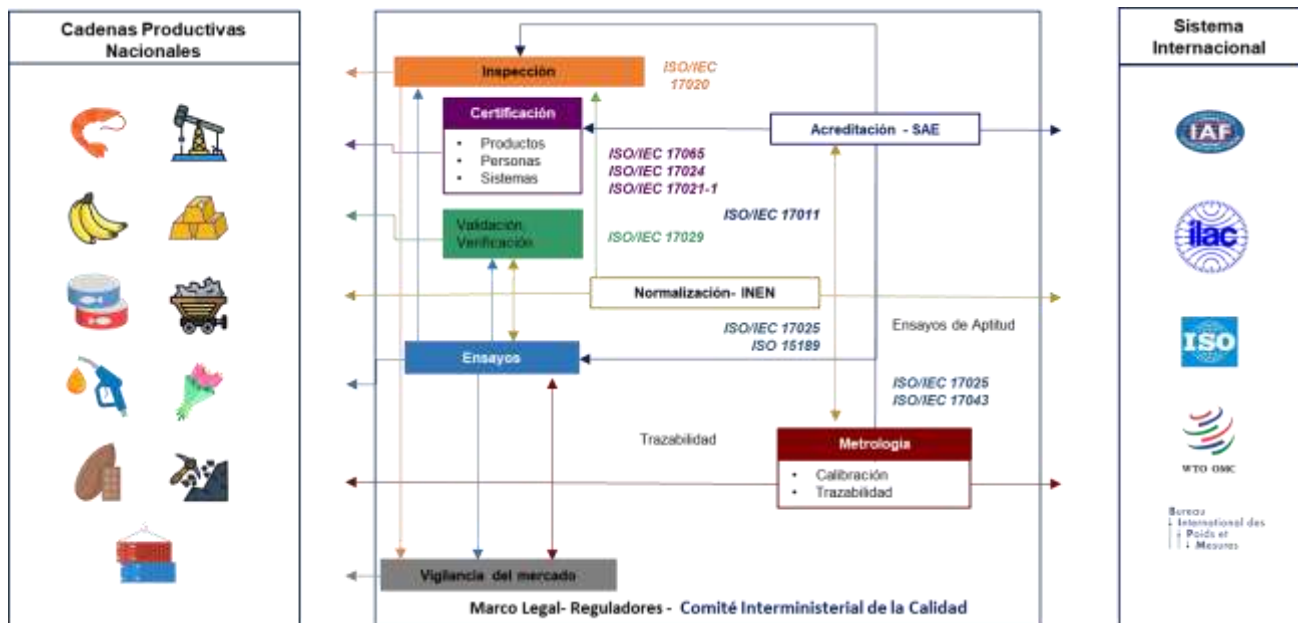 Cadenas Productivas
Nacionales
Inspección
ISO/IEC
17020
Certificación
• Productos
• Personas
• Sistemas
ISO/IEC 17065
ISO/IEC 17024
ISO/IEC 17021-1
Acreditación - SAE
ISO/IEC 17011
Validación,
Verificación
ISO/IEC 17029
Normalización- INEN
ISO/IEC 17025
ISO 15189
Ensayos de Aptitud
Ensayos
ISO/IEC 17025
ISO/IEC 17043
Trazabilidad
Metrología
• Calibración
• Trazabilidad
Vigilancia del mercado
Marco Legal- Reguladores - Comité Interministerial de la Calidad
Sistema
Internacional
IAF
ilac
ISO
WTO OMC
Bureau
International des
Poids et
Mesures